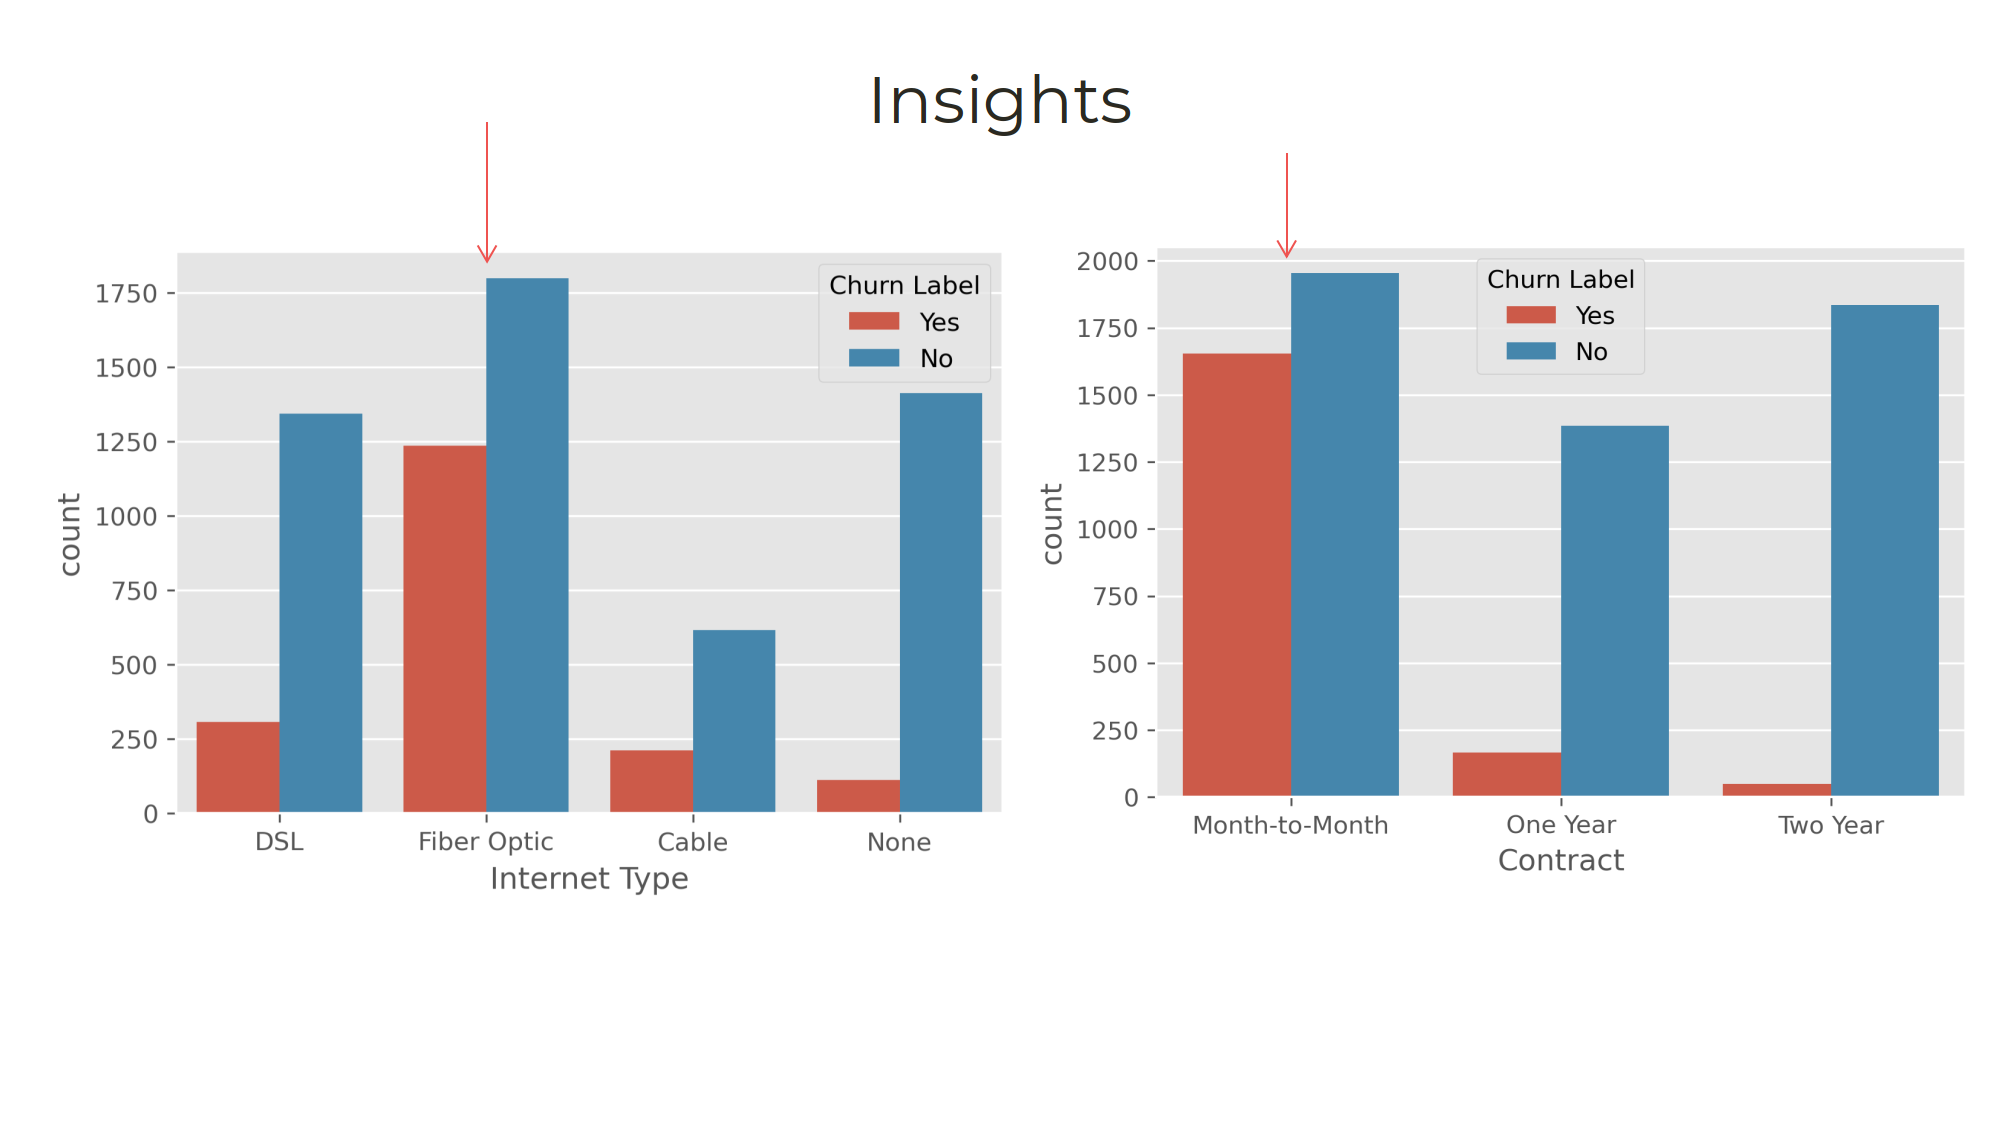 Insights
1750
1500
1250
1000
750
500
250
0
count
Churn Label
Yes
No
DSL Fiber Optic Cable None
Internet Type
2000
1750
1500
1250
1000
750
500
250
0
count
Churn Label
Yes
No
Month-to-Month One Year Two Year
Contract